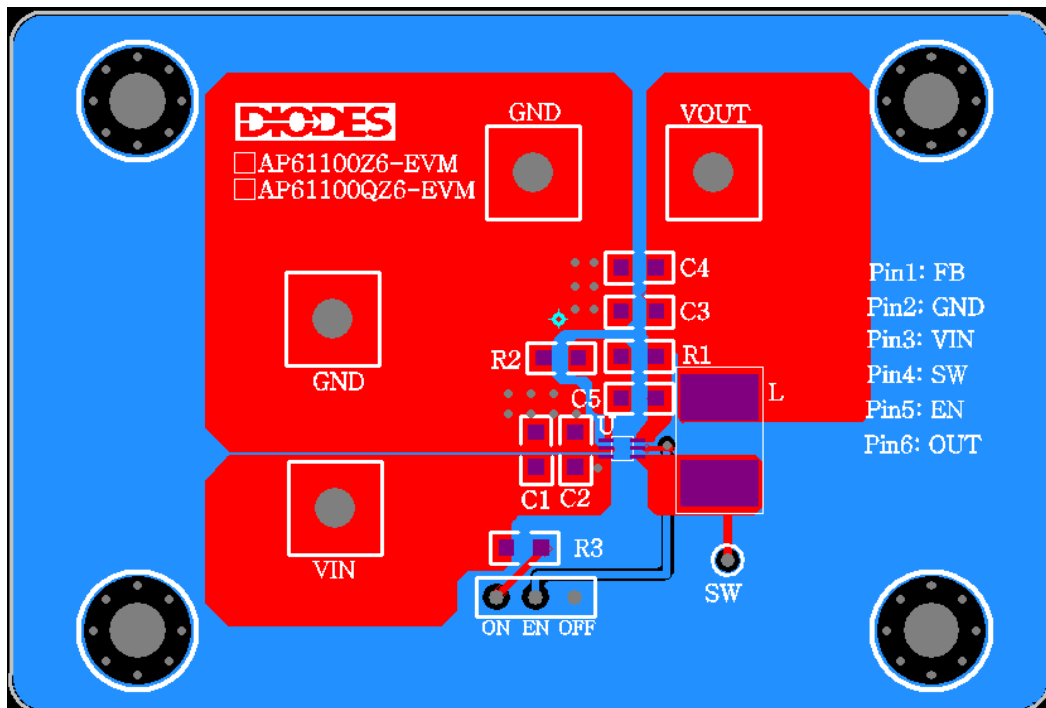 DIODES
GND
VOUT
AP61100Z6-EVM
AP61100QZ6-EVM
C4
Pin1: FB
C3
Pin2: GND
Pin3: VIN
R2
R1
GND
Pin4: SW
L
C5
Pin5: EN
U
Pin6: OUT
C1
C2
R3
VIN
SW
ON EN OFF